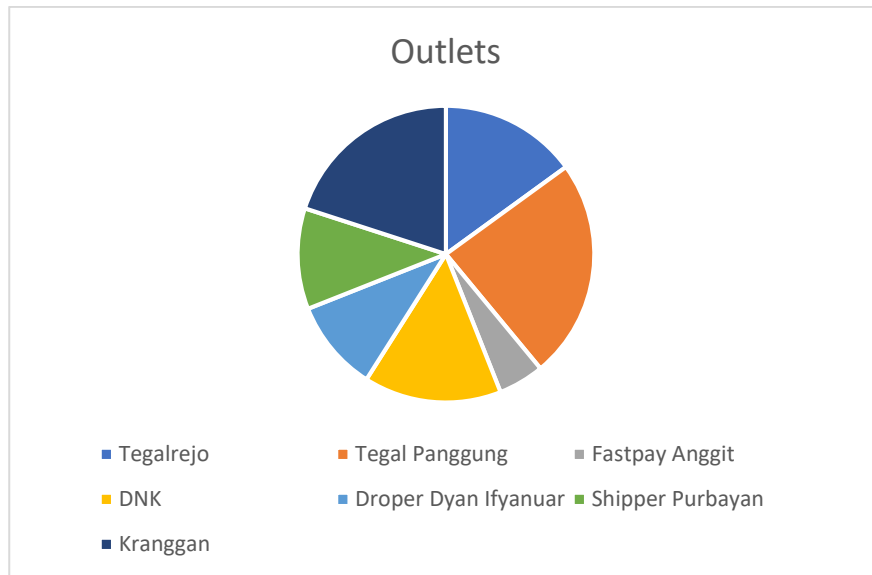 Outlets
Tegalrejo Tegal Panggung Fastpay Anggit
DNK Droper Dyan Ifyanuar Shipper Purbayan
Kranggan